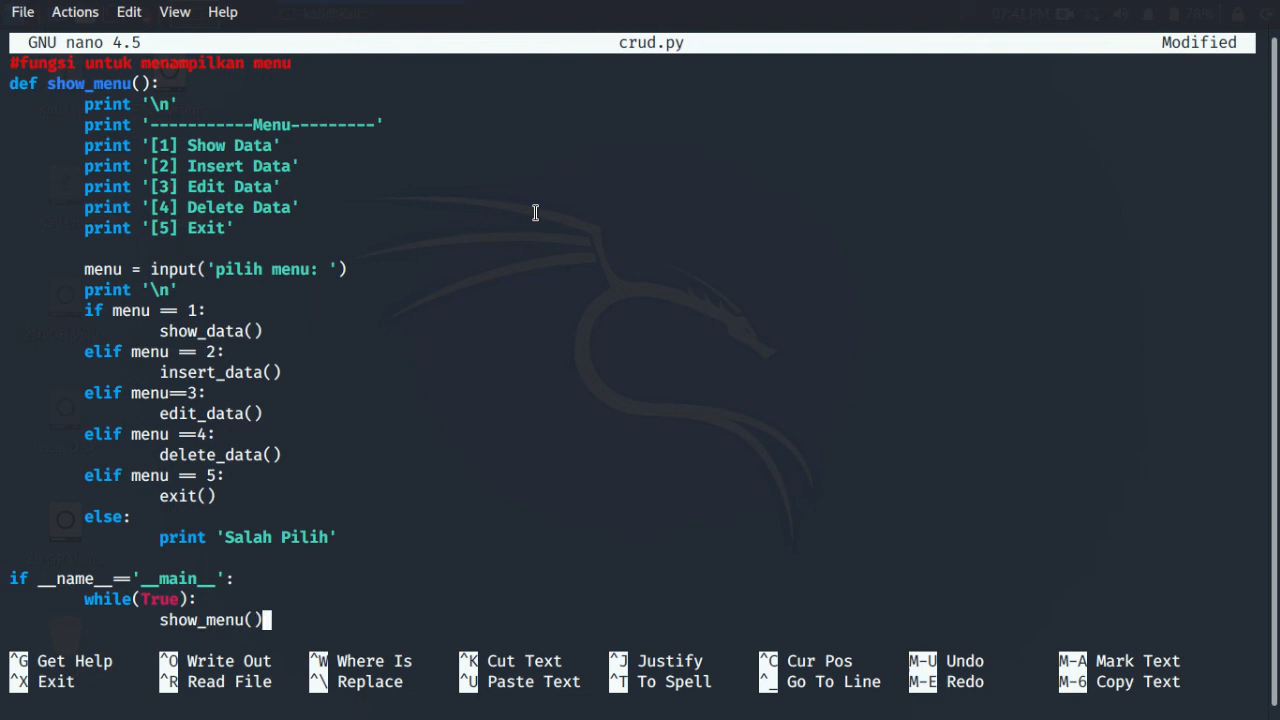 File Actions Edit View Help
GNU nano 4.5 crud.py Modified
#fungsi untuk menampilkan menu
def show_menu():
print '\n'
print '-----------Menu---------'
print '[1] Show Data'
print '[2] Insert Data'
print '[3] Edit Data'
print '[4] Delete Data'
print '[5] Exit'
menu = input('pilih menu: ')
print '\n'
if menu == 1:
show_data()
elif menu == 2:
insert_data()
elif menu==3:
edit_data()
elif menu ==4:
delete_data()
elif menu == 5:
exit()
else:
print 'Salah Pilih'
if __name__=='__main__':
while(True):
show_menu()
^G Get Help ^O Write Out ^W Where Is ^K Cut Text ^J Justify ^C Cur Pos M-U Undo M-A Mark Text
^X Exit ^R Read File ^\ Replace ^U Paste Text ^T To Spell ^_ Go To Line M-E Redo M-6 Copy Text